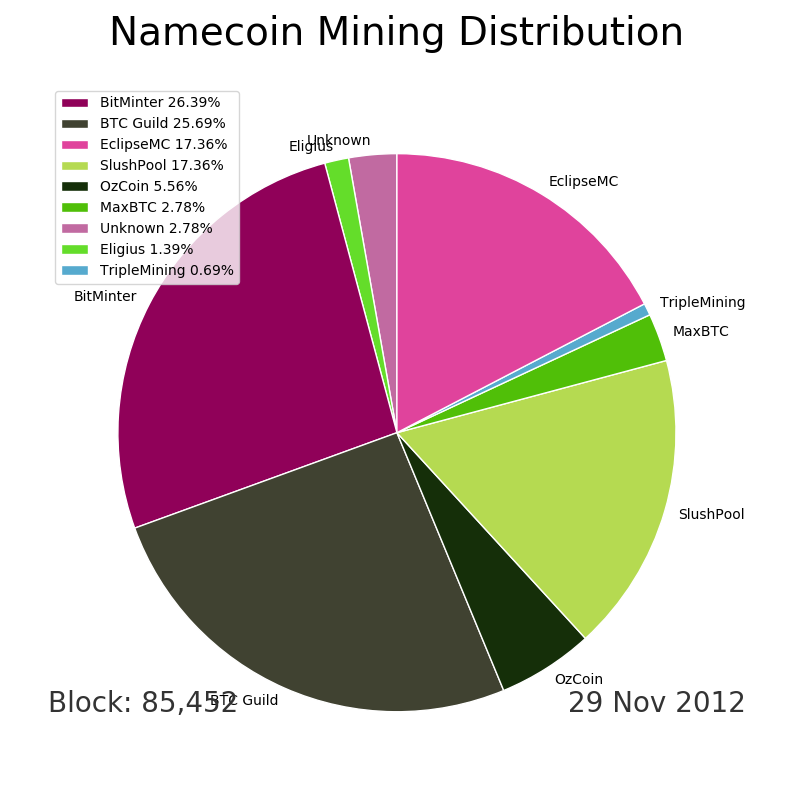 Namecoin Mining Distribution
BitMinter 26.39%
BTC Guild 25.69%
EclipseMC 17.36%
SlushPool 17.36%
OzCoin 5.56%
MaxBTC 2.78%
Unknown 2.78%
Eligius 1.39%
TripleMining 0.69%
Unknown
Eligius
EclipseMC
BitMinter
TripleMining
MaxBTC
SlushPool
OzCoin
BTC Guild
Block: 85,452
29 Nov 2012